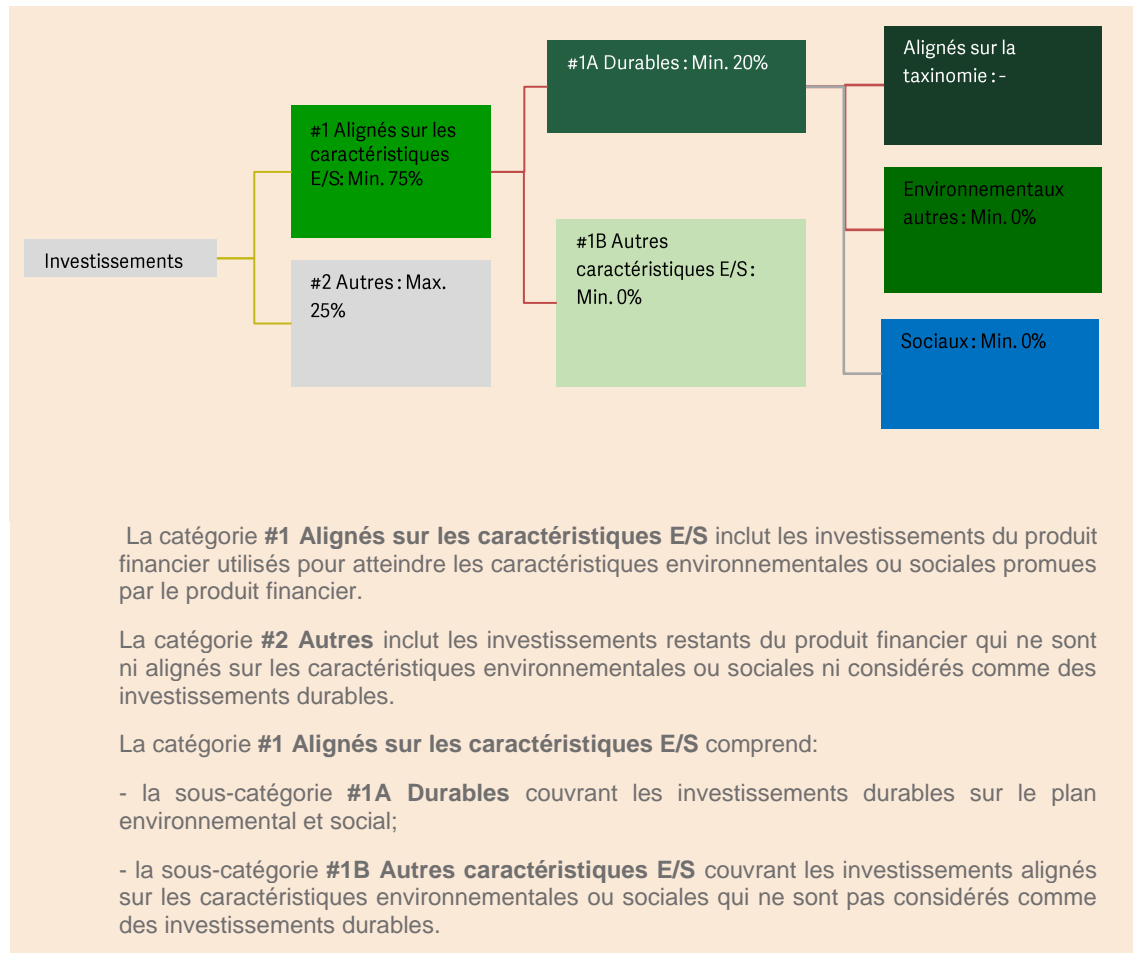 Investissements
#1 Alignés sur les
caractéristiques
E/S: Min. 75%
#2 Autres : Max.
25%
#1A Durables : Min. 20%
#1B Autres
caractéristiques E/S :
Min. 0%
Alignés sur la
taxinomie : -
Environnementaux
autres : Min. 0%
Sociaux : Min. 0%
La catégorie #1 Alignés sur les caractéristiques E/S inclut les investissements du produit
financier utilisés pour atteindre les caractéristiques environnementales ou sociales promues
par le produit financier.
La catégorie #2 Autres inclut les investissements restants du produit financier qui ne sont
ni alignés sur les caractéristiques environnementales ou sociales ni considérés comme des
investissements durables.
La catégorie #1 Alignés sur les caractéristiques E/S comprend:
- la sous-catégorie #1A Durables couvrant les investissements durables sur le plan
environnemental et social;
- la sous-catégorie #1B Autres caractéristiques E/S couvrant les investissements alignés
sur les caractéristiques environnementales ou sociales qui ne sont pas considérés comme
des investissements durables.